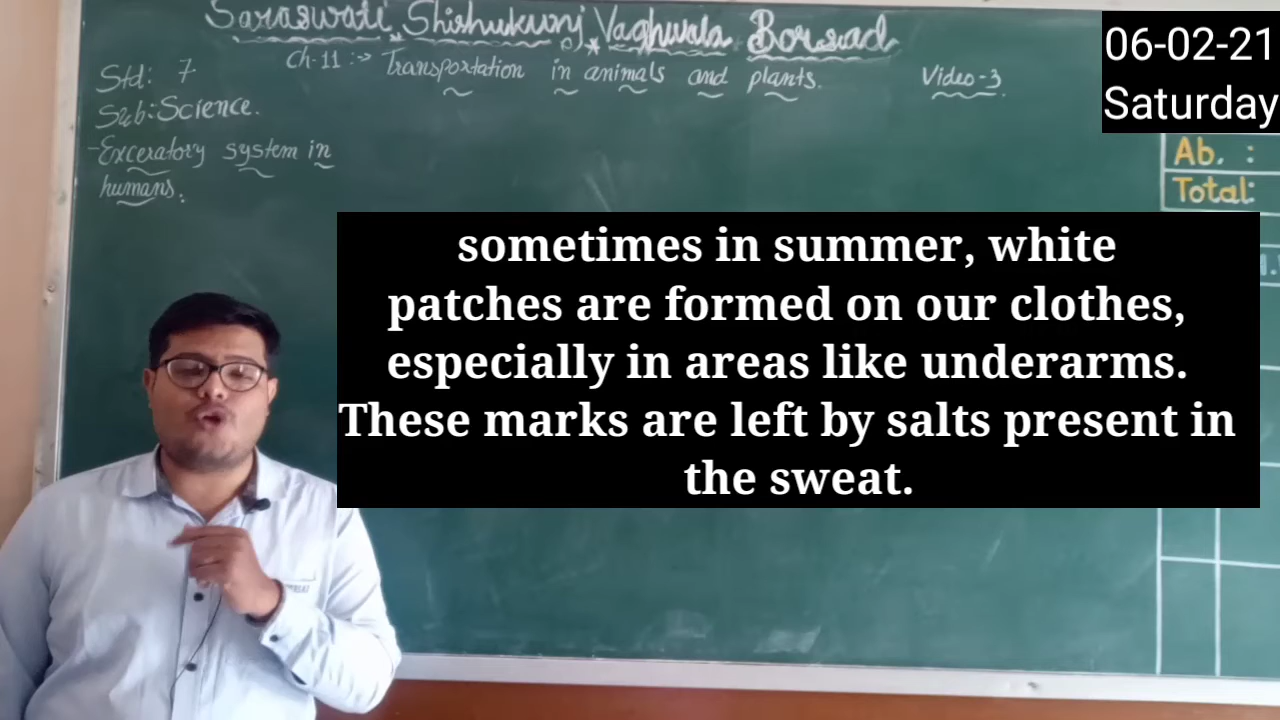 Saraswati Shishukunj Vaghwala Borsad
06-02-21
Saturday
Ch-11 :-> Transportation in animals and plants.
Video-3
Std: 7
Sub: Science.
-Exceratory system in
humans.
Ab. :
Total:
sometimes in summer, white
patches are formed on our clothes,
especially in areas like underarms.
These marks are left by salts present in
the sweat.